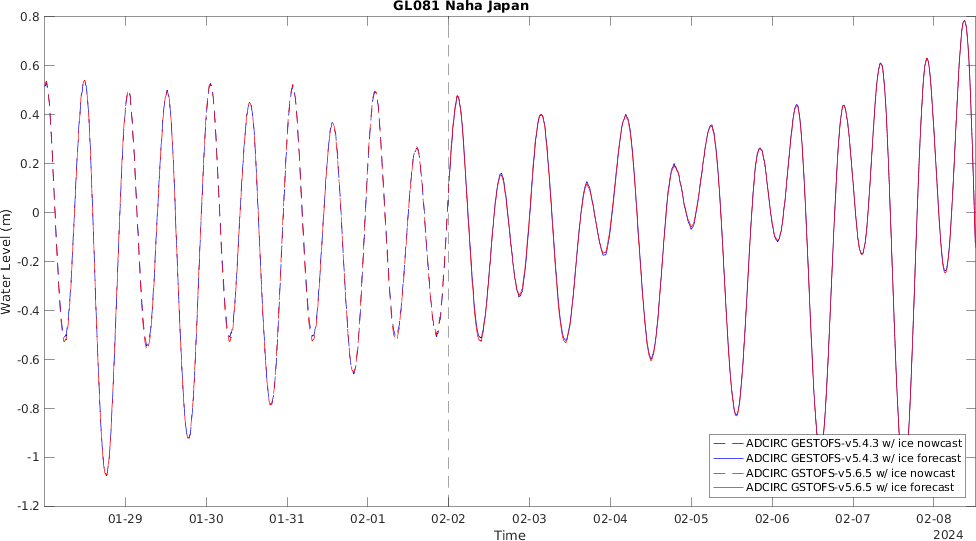 GL081 Naha Japan
0.8
0.6
0.4
0.2
0
-0.2
-0.4
-0.6
-0.8
-1
-1.2
Water Level (m)
ADCIRC GESTOFS-v5.4.3 w/ ice nowcast
ADCIRC GESTOFS-v5.4.3 w/ ice forecast
ADCIRC GSTOFS-v5.6.5 w/ ice nowcast
ADCIRC GSTOFS-v5.6.5 w/ ice forecast
01-29 01-30 01-31 02-01 02-02 02-03 02-04 02-05 02-06 02-07 02-08
Time
2024